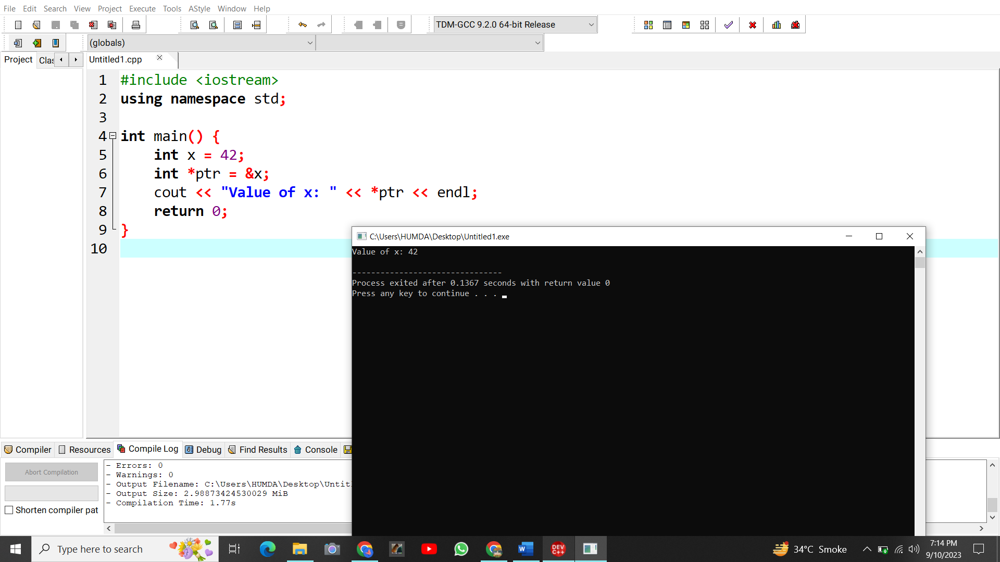 File Edit Search View Project Execute Tools AStyle Window Help
TDM-GCC 9.2.0 64-bit Release
(globals)
Project Clas
Untitled1.cpp
1 #include <iostream>
2 using namespace std;
3
4 int main() {
5 int x = 42;
6 int *ptr = &x;
7 cout << "Value of x: " << *ptr << endl;
8 return 0;
9 }
10
C:\Users\HUMDA\Desktop\Untitled1.exe
Value of x: 42
--------------------------------
Process exited after 0.1367 seconds with return value 0
Press any key to continue . . .
Compiler Resources Compile Log Debug Find Results Console
Abort Compilation
Shorten compiler pat
- Errors: 0
- Warnings: 0
- Output Filename: C:\Users\HUMDA\Desktop\Untitl
- Output Size: 2.98873424530029 MiB
- Compilation Time: 1.77s
Type here to search
DEV
C++
34°C Smoke
7:14 PM
9/10/2023